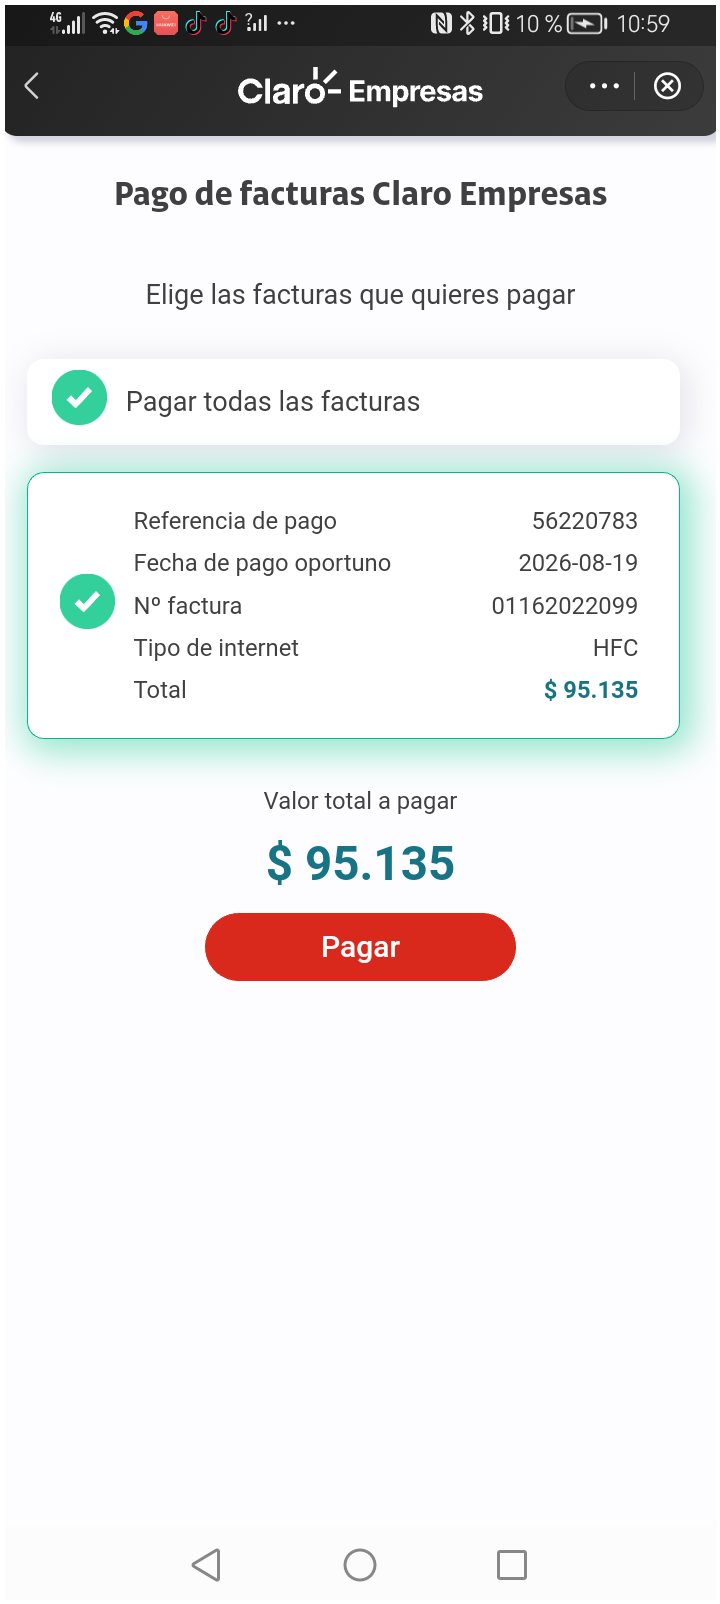 4G ? 10 % 10:59
Claro Empresas
Pago de facturas Claro Empresas
Elige las facturas que quieres pagar
Pagar todas las facturas
Referencia de pago 56220783
Fecha de pago oportuno 2026-08-19
Nº factura 01162022099
Tipo de internet HFC
Total $ 95.135
Valor total a pagar
$ 95.135
Pagar